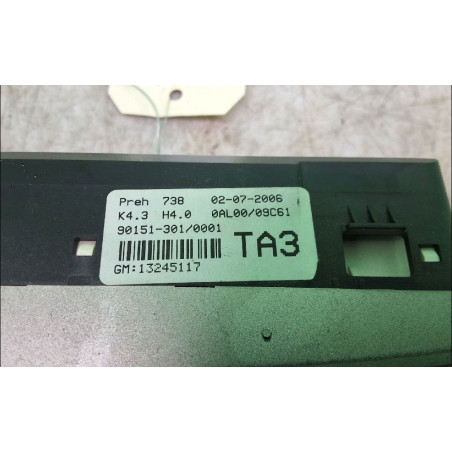 Preh 738 02-07-2006
K4.3 H4.0 0AL00/09C61
90151-301/0001
TA3
GM:13245117